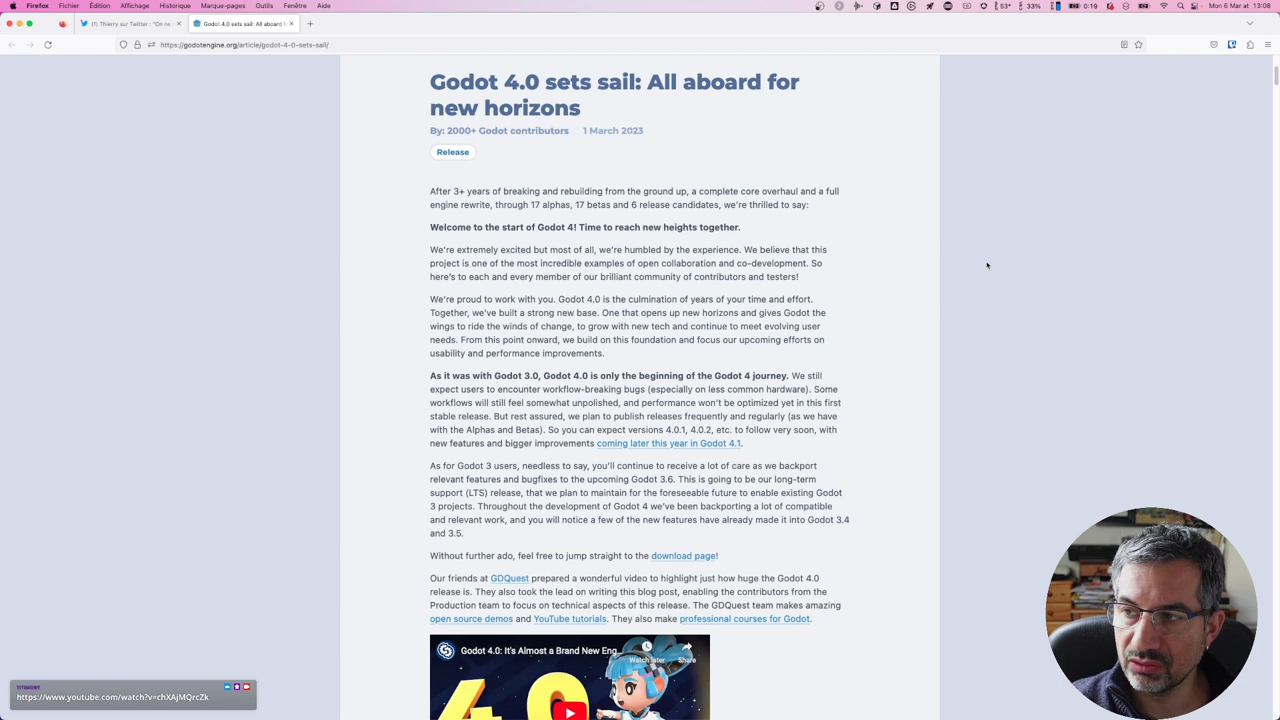 Firefox Fichier Édition Affichage Historique Marque-pages Outils Fenêtre Aide
51° 33% 0:19 Mon 6 Mar at 13:08
(1) Thierry sur Twitter : "On ne
Godot 4.0 sets sail: All aboard f
https://godotengine.org/article/godot-4-0-sets-sail/
Godot 4.0 sets sail: All aboard for
new horizons
By: 2000+ Godot contributors 1 March 2023
Release
After 3+ years of breaking and rebuilding from the ground up, a complete core overhaul and a full
engine rewrite, through 17 alphas, 17 betas and 6 release candidates, we're thrilled to say:
Welcome to the start of Godot 4! Time to reach new heights together.
We're extremely excited but most of all, we're humbled by the experience. We believe that this
project is one of the most incredible examples of open collaboration and co-development. So
here's to each and every member of our brilliant community of contributors and testers!
We're proud to work with you. Godot 4.0 is the culmination of years of your time and effort.
Together, we've built a strong new base. One that opens up new horizons and gives Godot the
wings to ride the winds of change, to grow with new tech and continue to meet evolving user
needs. From this point onward, we build on this foundation and focus our upcoming efforts on
usability and performance improvements.
As it was with Godot 3.0, Godot 4.0 is only the beginning of the Godot 4 journey. We still
expect users to encounter workflow-breaking bugs (especially on less common hardware). Some
workflows will still feel somewhat unpolished, and performance won't be optimized yet in this first
stable release. But rest assured, we plan to publish releases frequently and regularly (as we have
with the Alphas and Betas). So you can expect versions 4.0.1, 4.0.2, etc. to follow very soon, with
new features and bigger improvements coming later this year in Godot 4.1.
As for Godot 3 users, needless to say, you'll continue to receive a lot of care as we backport
relevant features and bugfixes to the upcoming Godot 3.6. This is going to be our long-term
support (LTS) release, that we plan to maintain for the foreseeable future to enable existing Godot
3 projects. Throughout the development of Godot 4 we've been backporting a lot of compatible
and relevant work, and you will notice a few of the new features have already made it into Godot 3.4
and 3.5.
Without further ado, feel free to jump straight to the download page!
Our friends at GDQuest prepared a wonderful video to highlight just how huge the Godot 4.0
release is. They also took the lead on writing this blog post, enabling the contributors from the
Production team to focus on technical aspects of this release. The GDQuest team makes amazing
open source demos and YouTube tutorials. They also make professional courses for Godot.
Godot 4.0: It's Almost a Brand New Eng
Watch later Share
4.0
https://www.youtube.com/watch?v=chXAjMQrcZk